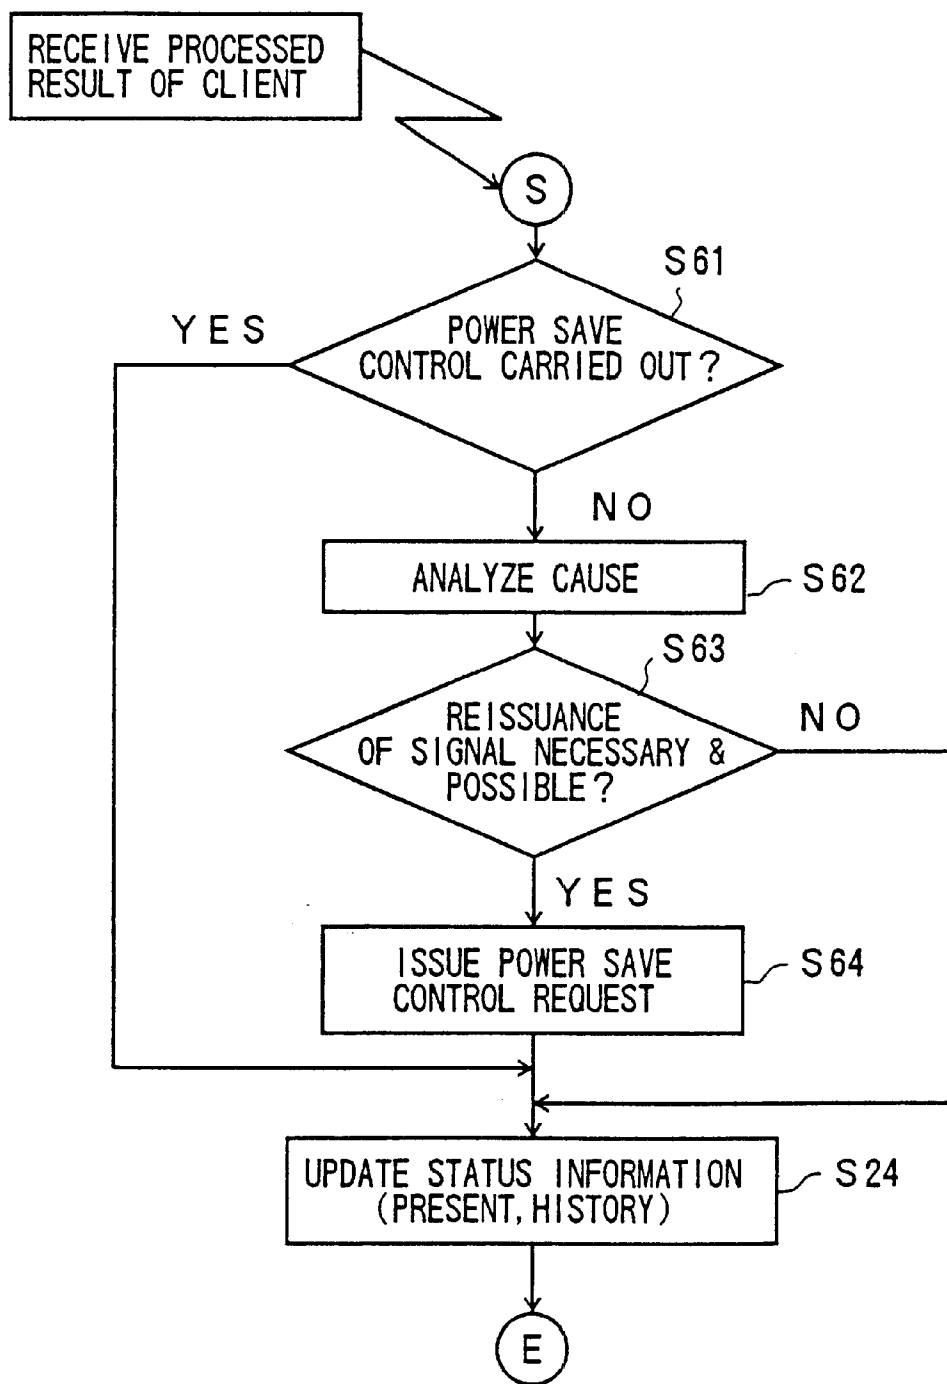 RECEIVE PROCESSED
RESULT OF CLIENT
S
S61
YES
POWER SAVE
CONTROL CARRIED OUT?
NO
ANALYZE CAUSE
S62
S63
REISSUANCE
OF SIGNAL NECESSARY &
POSSIBLE?
NO
YES
ISSUE POWER SAVE
CONTROL REQUEST
S64
UPDATE STATUS INFORMATION
(PRESENT, HISTORY)
S24
E